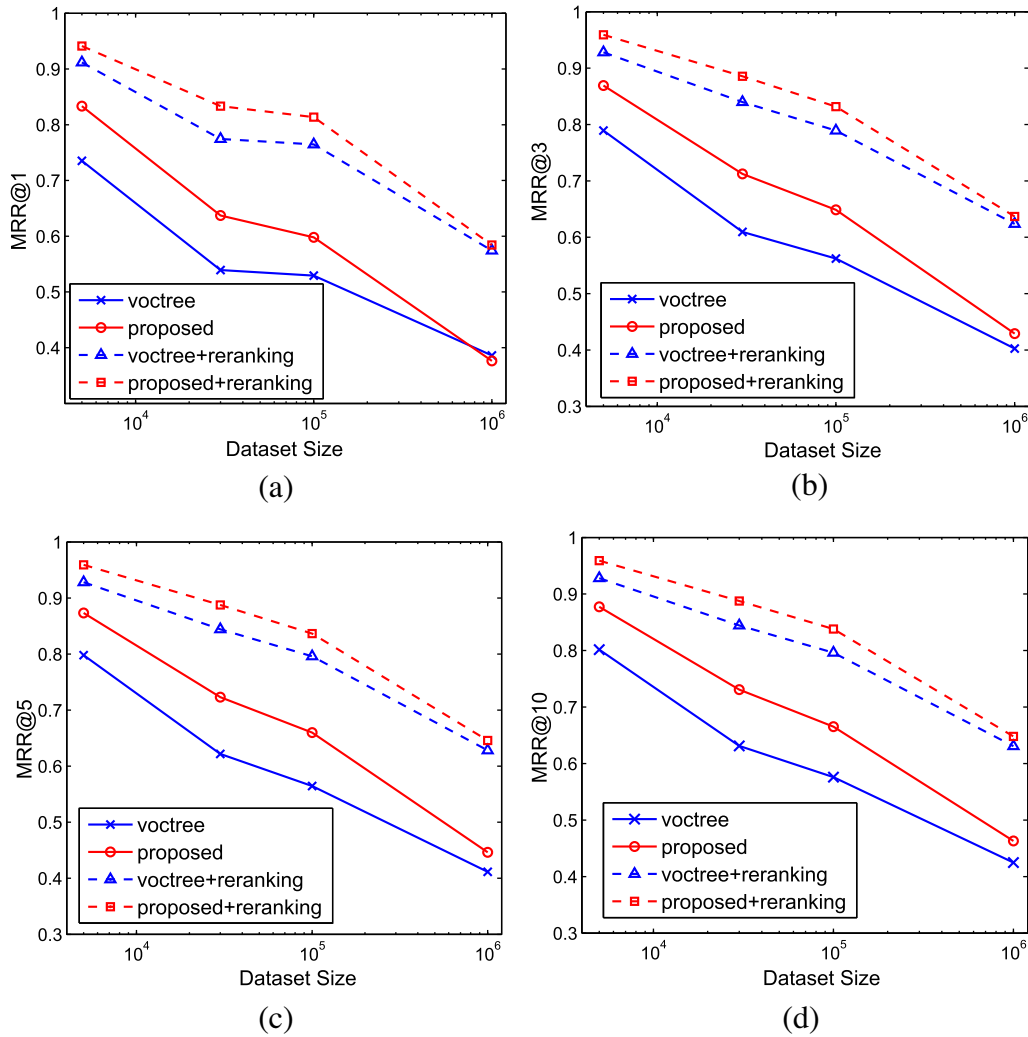 1
0.9
0.8
0.7
0.6
0.5
0.4
MRR@1
voctree
proposed
voctree+reranking
proposed+reranking
10^4
10^5
10^6
Dataset Size
(a)
1
0.9
0.8
0.7
0.6
0.5
0.4
0.3
MRR@3
voctree
proposed
voctree+reranking
proposed+reranking
10^4
10^5
10^6
Dataset Size
(b)
1
0.9
0.8
0.7
0.6
0.5
0.4
0.3
MRR@5
voctree
proposed
voctree+reranking
proposed+reranking
10^4
10^5
10^6
Dataset Size
(c)
1
0.9
0.8
0.7
0.6
0.5
0.4
0.3
MRR@10
voctree
proposed
voctree+reranking
proposed+reranking
10^4
10^5
10^6
Dataset Size
(d)